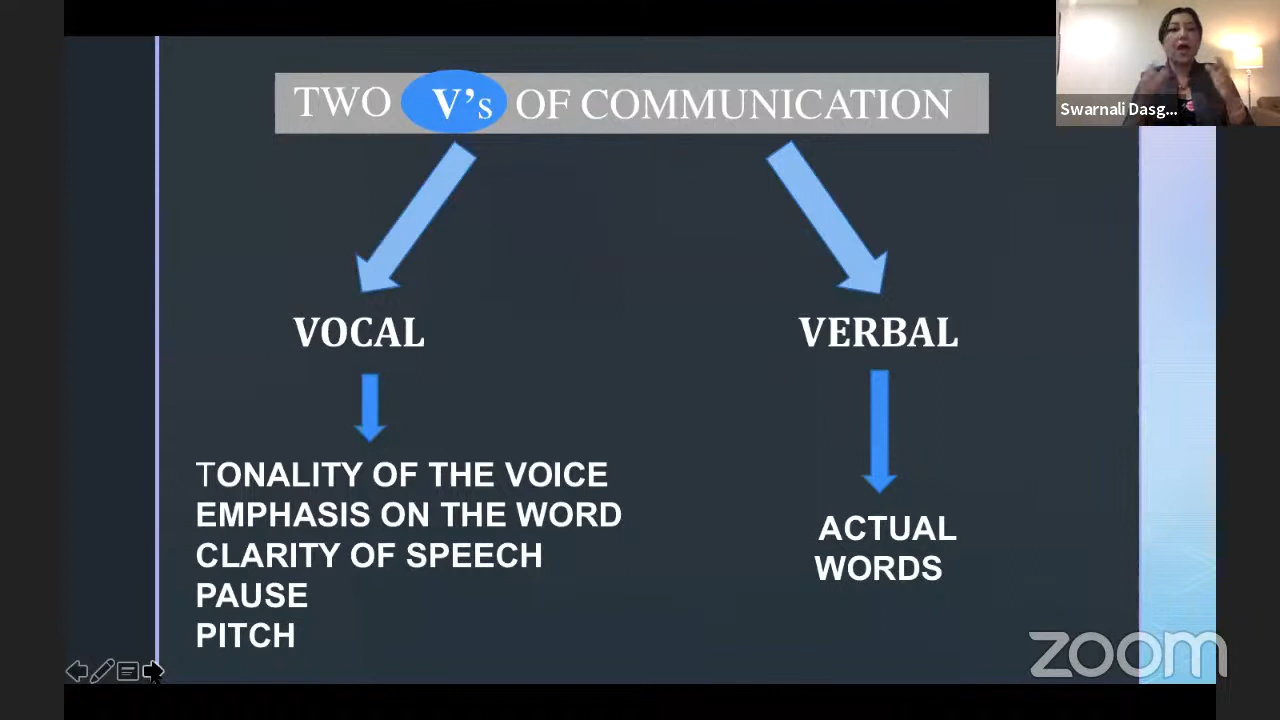 TWO V's OF COMMUNICATION
Swarnali Dasg...
VOCAL
VERBAL
TONALITY OF THE VOICE
EMPHASIS ON THE WORD
CLARITY OF SPEECH
PAUSE
PITCH
ACTUAL
WORDS
zoom